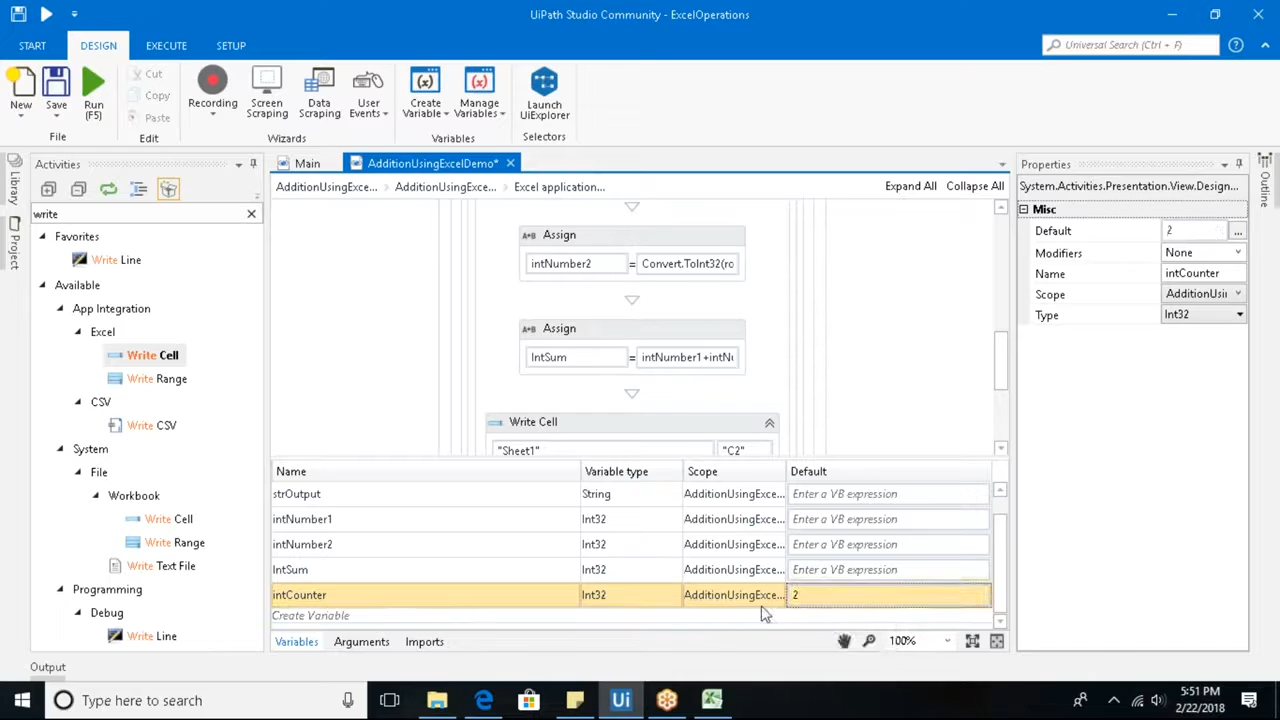 UiPath Studio Community - ExcelOperations
START DESIGN EXECUTE SETUP
Universal Search (Ctrl + F)
New
Save
Run
(F5)
Cut
Copy
Paste
Recording
Screen
Scraping
Data
Scraping
User
Events
Create
Variable
Manage
Variables
Launch
UiExplorer
File
Edit
Wizards
Variables
Selectors
Library
Project
Activities
write
Favorites
Write Line
Available
App Integration
Excel
Write Cell
Write Range
CSV
Write CSV
System
File
Workbook
Write Cell
Write Range
Write Text File
Programming
Debug
Write Line
Main
AdditionUsingExcelDemo*
AdditionUsingExce... AdditionUsingExce... Excel application...
Expand All Collapse All
A+B Assign
intNumber2 = Convert.ToInt32(ro
A+B Assign
IntSum = intNumber1+intNu
Write Cell
"Sheet1" "C2"
Name Variable type Scope Default
strOutput String AdditionUsingExce... Enter a VB expression
intNumber1 Int32 AdditionUsingExce... Enter a VB expression
intNumber2 Int32 AdditionUsingExce... Enter a VB expression
IntSum Int32 AdditionUsingExce... Enter a VB expression
intCounter Int32 AdditionUsingExce... 2
Create Variable
Variables Arguments Imports
100%
Properties
System.Activities.Presentation.View.Design...
Misc
Default 2 ...
Modifiers None
Name intCounter
Scope AdditionUsin
Type Int32
Outline
Output
Type here to search
Ui
5:51 PM
2/22/2018